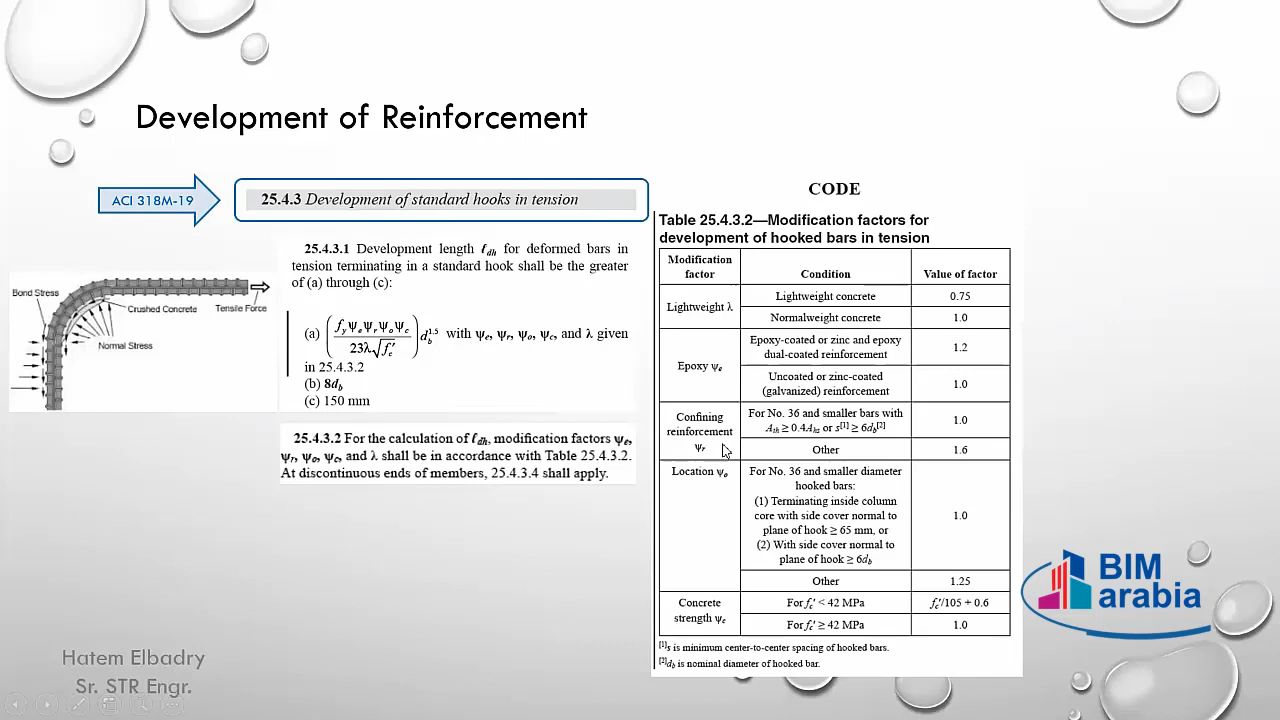 Development of Reinforcement
ACI 318M-19
25.4.3 Development of standard hooks in tension
25.4.3.1 Development length ℓdh for deformed bars in
tension terminating in a standard hook shall be the greater
of (a) through (c):
(a) (fyΨeΨrΨoΨc / 23λ√fc′) db^1.5 with ψe, ψr, ψo, ψc, and λ given
in 25.4.3.2
(b) 8db
(c) 150 mm
Bond Stress
Crushed Concrete
Tensile Force
Normal Stress
25.4.3.2 For the calculation of ℓdh, modification factors ψe,
ψr, ψo, ψc, and λ shall be in accordance with Table 25.4.3.2.
At discontinuous ends of members, 25.4.3.4 shall apply.
CODE
Table 25.4.3.2—Modification factors for
development of hooked bars in tension
Modification
factor
Condition
Value of factor
Lightweight λ
Lightweight concrete
0.75
Normalweight concrete
1.0
Epoxy ψe
Epoxy-coated or zinc and epoxy
dual-coated reinforcement
1.2
Uncoated or zinc-coated
(galvanized) reinforcement
1.0
Confining
reinforcement
ψr
For No. 36 and smaller bars with
Ath ≥ 0.4Ahs or s[1] ≥ 6db[2]
1.0
Other
1.6
Location ψo
For No. 36 and smaller diameter
hooked bars:
(1) Terminating inside column
core with side cover normal to
plane of hook ≥ 65 mm, or
(2) With side cover normal to
plane of hook ≥ 6db
1.0
Other
1.25
Concrete
strength ψc
For fc′ < 42 MPa
fc′/105 + 0.6
For fc′ ≥ 42 MPa
1.0
[1]s is minimum center-to-center spacing of hooked bars.
[2]db is nominal diameter of hooked bar.
BIM
arabia
Hatem Elbadry
Sr. STR Engr.